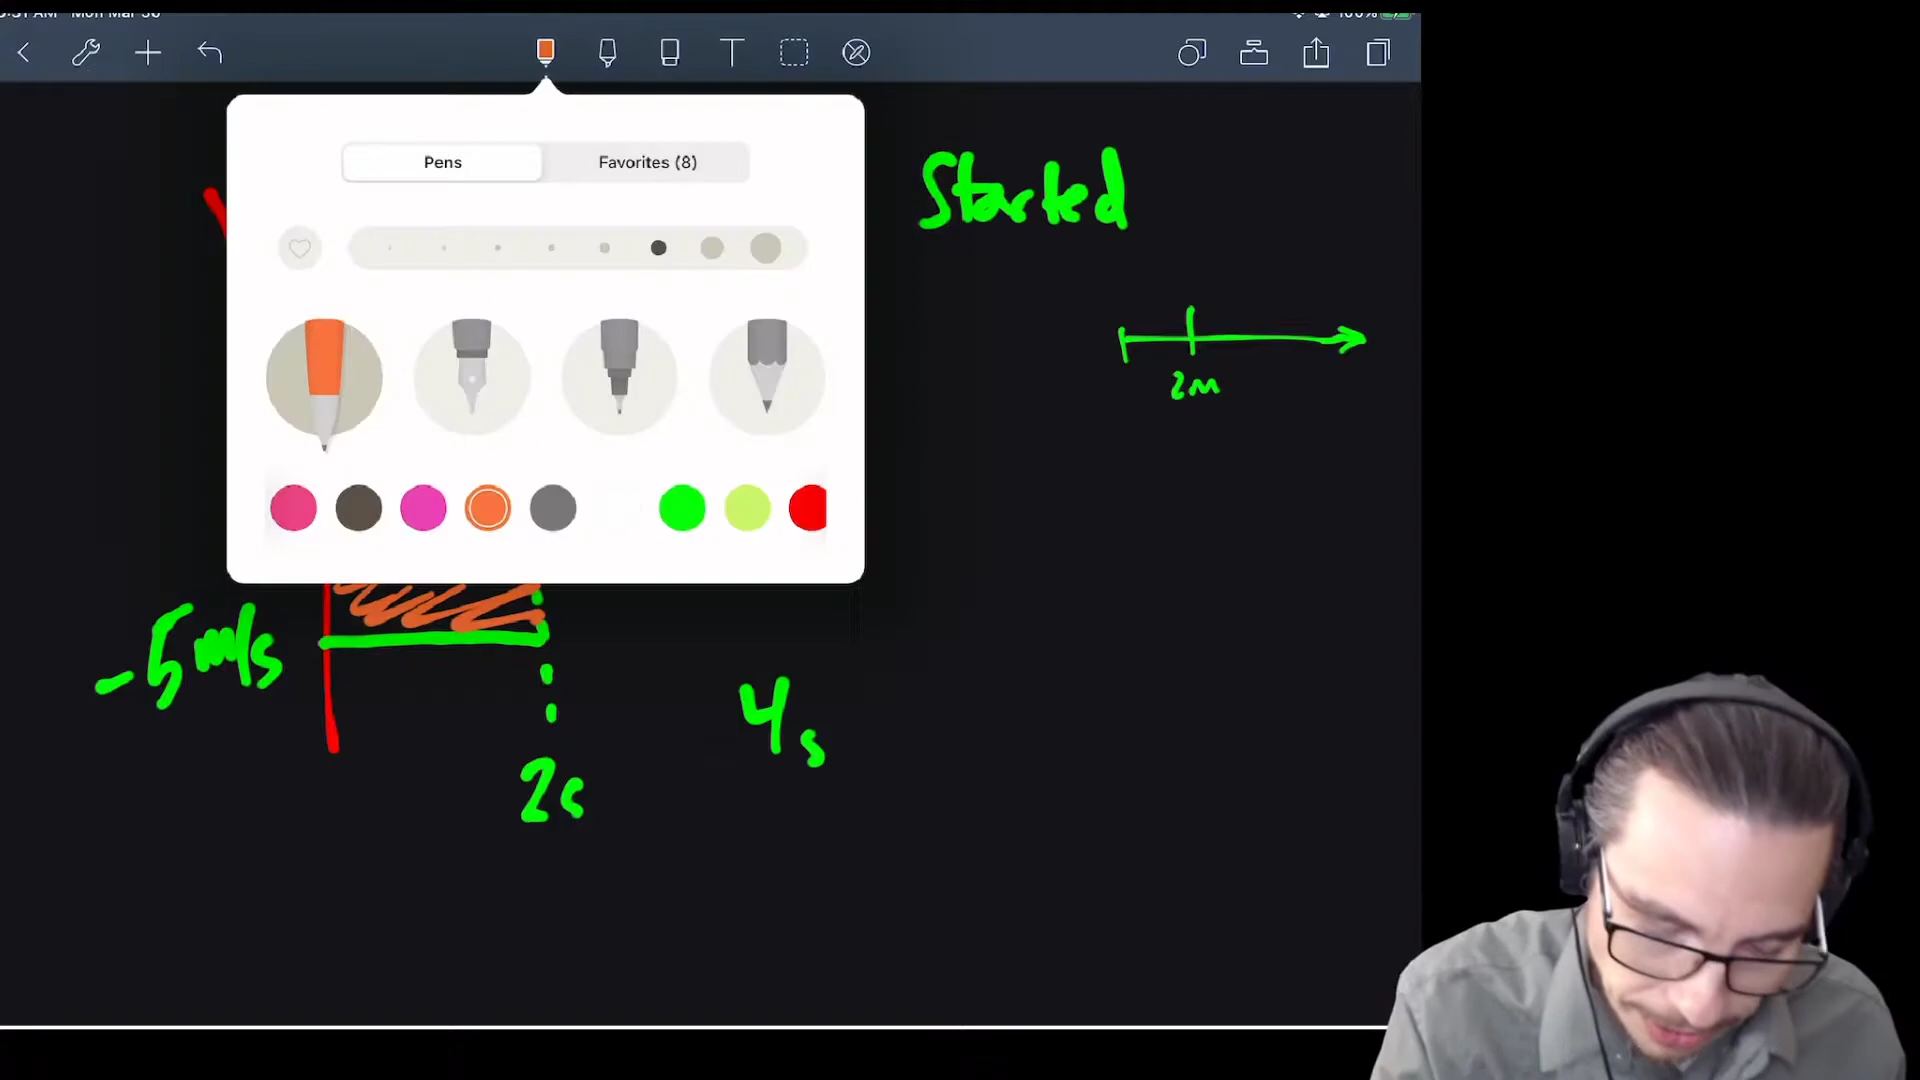 Pens
Favorites (8)
Started
2m
-5m/s
4s
2s